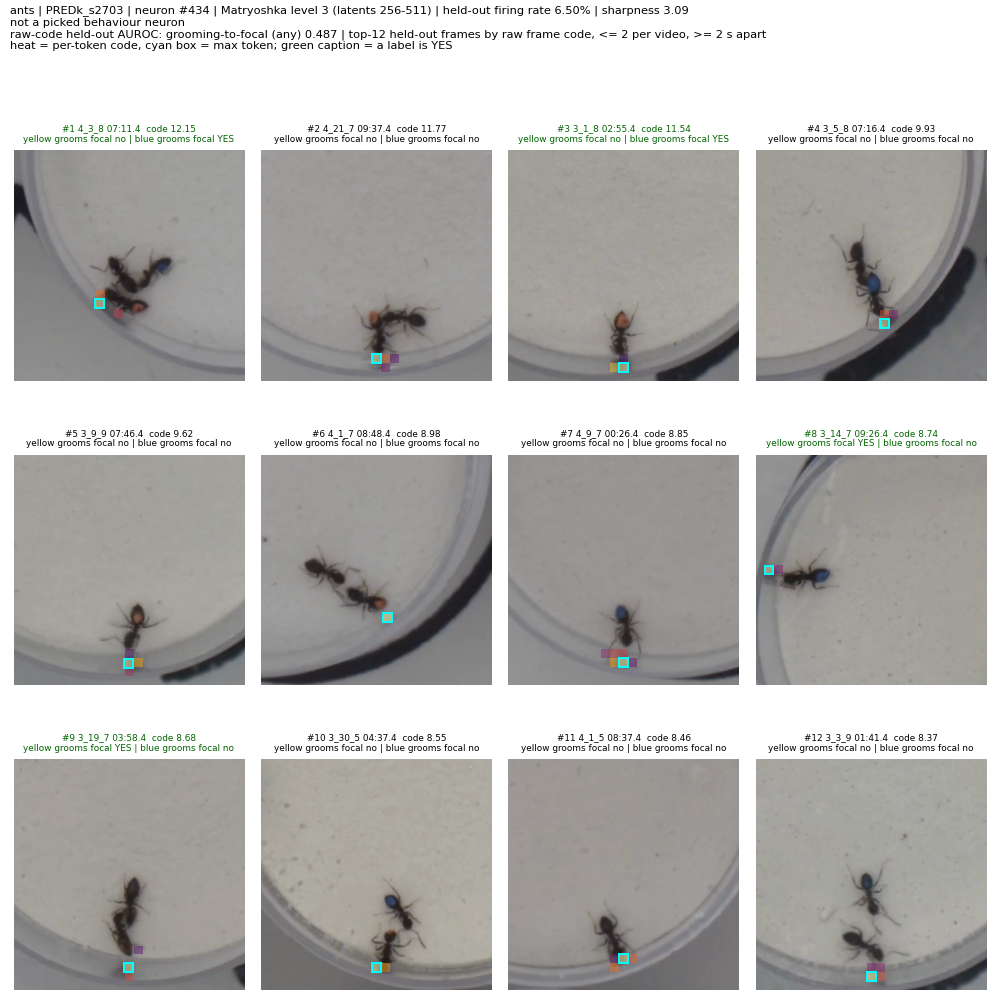 ants | PREDk_s2703 | neuron #434 | Matryoshka level 3 (latents 256-511) | held-out firing rate 6.50% | sharpness 3.09
not a picked behaviour neuron
raw-code held-out AUROC: grooming-to-focal (any) 0.487 | top-12 held-out frames by raw frame code, <= 2 per video, >= 2 s apart
heat = per-token code, cyan box = max token; green caption = a label is YES
#1 4_3_8 07:11.4  code 12.15
yellow grooms focal no | blue grooms focal YES
#2 4_21_7 09:37.4  code 11.77
yellow grooms focal no | blue grooms focal no
#3 3_1_8 02:55.4  code 11.54
yellow grooms focal no | blue grooms focal YES
#4 3_5_8 07:16.4  code 9.93
yellow grooms focal no | blue grooms focal no
#5 3_9_9 07:46.4  code 9.62
yellow grooms focal no | blue grooms focal no
#6 4_1_7 08:48.4  code 8.98
yellow grooms focal no | blue grooms focal no
#7 4_9_7 00:26.4  code 8.85
yellow grooms focal no | blue grooms focal no
#8 3_14_7 09:26.4  code 8.74
yellow grooms focal YES | blue grooms focal no
#9 3_19_7 03:58.4  code 8.68
yellow grooms focal YES | blue grooms focal no
#10 3_30_5 04:37.4  code 8.55
yellow grooms focal no | blue grooms focal no
#11 4_1_5 08:37.4  code 8.46
yellow grooms focal no | blue grooms focal no
#12 3_3_9 01:41.4  code 8.37
yellow grooms focal no | blue grooms focal no